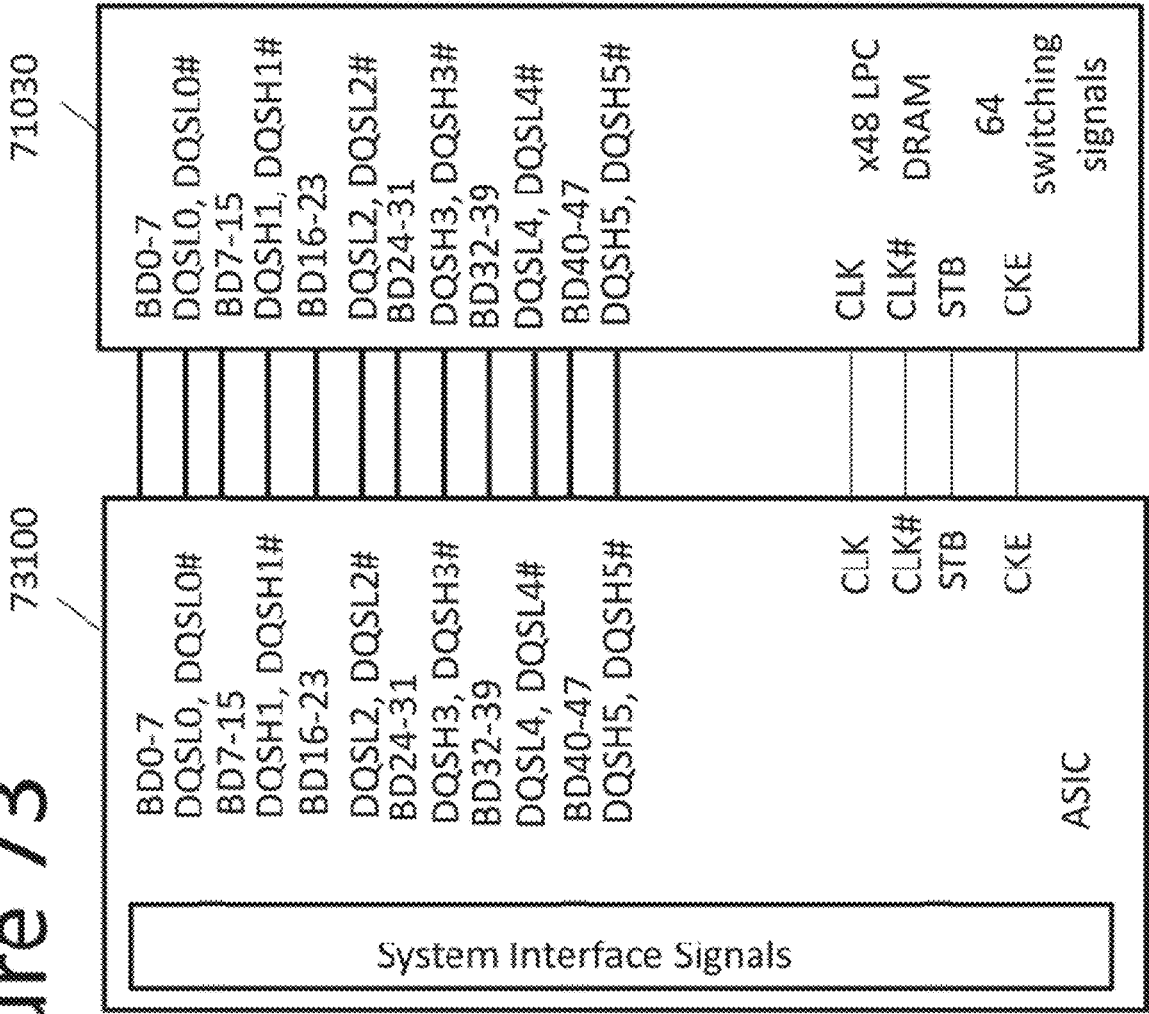 ure 73
73100
BD0-7
DQSL0, DQSL0#
BD7-15
DQSH1, DQSH1#
BD16-23
DQSL2, DQSL2#
BD24-31
DQSH3, DQSH3#
BD32-39
DQSL4, DQSL4#
BD40-47
DQSH5, DQSH5#
CLK
CLK#
STB
CKE
ASIC
System Interface Signals
71030
BD0-7
DQSL0, DQSL0#
BD7-15
DQSH1, DQSH1#
BD16-23
DQSL2, DQSL2#
BD24-31
DQSH3, DQSH3#
BD32-39
DQSL4, DQSL4#
BD40-47
DQSH5, DQSH5#
CLK
CLK#
STB
CKE
x48 LPC
DRAM
64
switching
signals